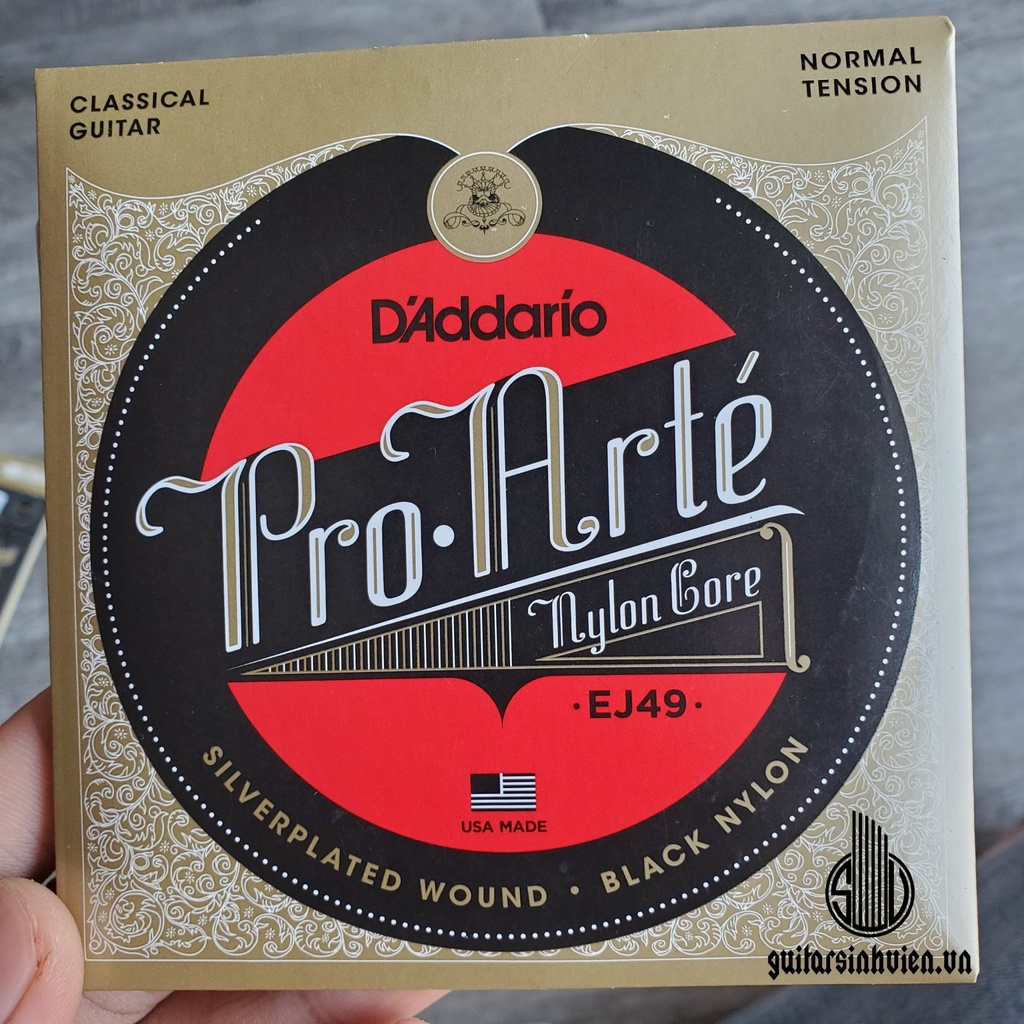 CLASSICAL
GUITAR
NORMAL
TENSION
D'Addario
Pro·Arté
Nylon Core
·EJ49·
USA MADE
SILVERPLATED WOUND · BLACK NYLON
guitarsinhvien.vn